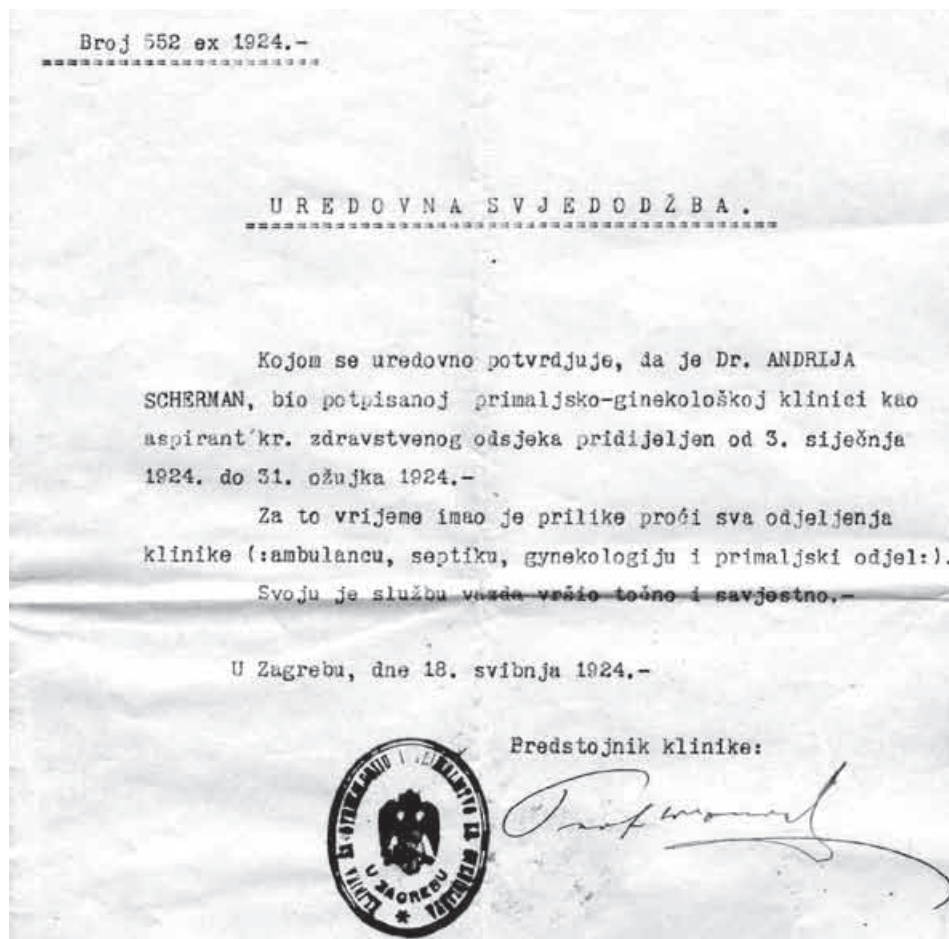 Broj 552 ex 1924.-
UREDOVNA SVJEDODŽBA.
Kojom se uredovno potvrdjuje, da je Dr. ANDRIJA
SCHERMAN, bio potpisanoj primaljsko-ginekološkoj klinici kao
aspirant kr. zdravstvenog odsjeka pridijeljen od 3. siječnja
1924. do 31. ožujka 1924.-
Za to vrijeme imao je prilike proći sva odjeljenja
klinike (:ambulancu, septiku, gynekologiju i primaljski odjel:).
Svoju je službu vazda vršio točno i savjestno.-
U Zagrebu, dne 18. svibnja 1924.-
Predstojnik klinike:
Prof
U ZAGREBU